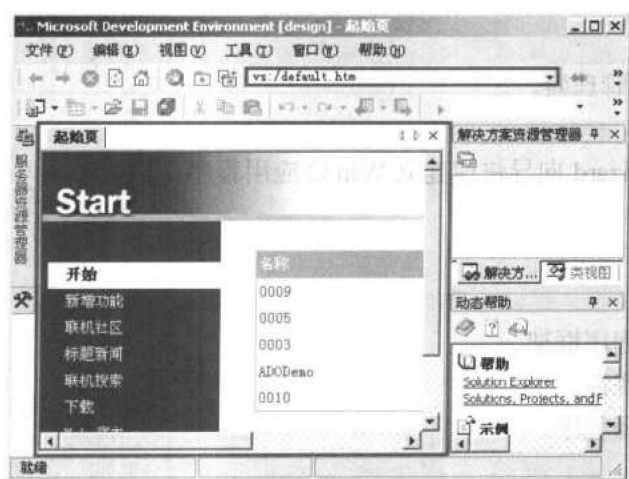 Microsoft Development Environment [design] - 起始页
文件(F) 编辑(E) 视图(V) 工具(T) 窗口(W) 帮助(H)
vs:/default.htm
服务器资源管理器
起始页
Start
开始
新增功能
联机社区
标题新闻
联机搜索
下载
名称
0009
0005
0003
ADODemo
0010
解决方案资源管理器
解决方... 类视图
动态帮助
帮助
Solution Explorer
Solutions, Projects, and F
示例
就绪